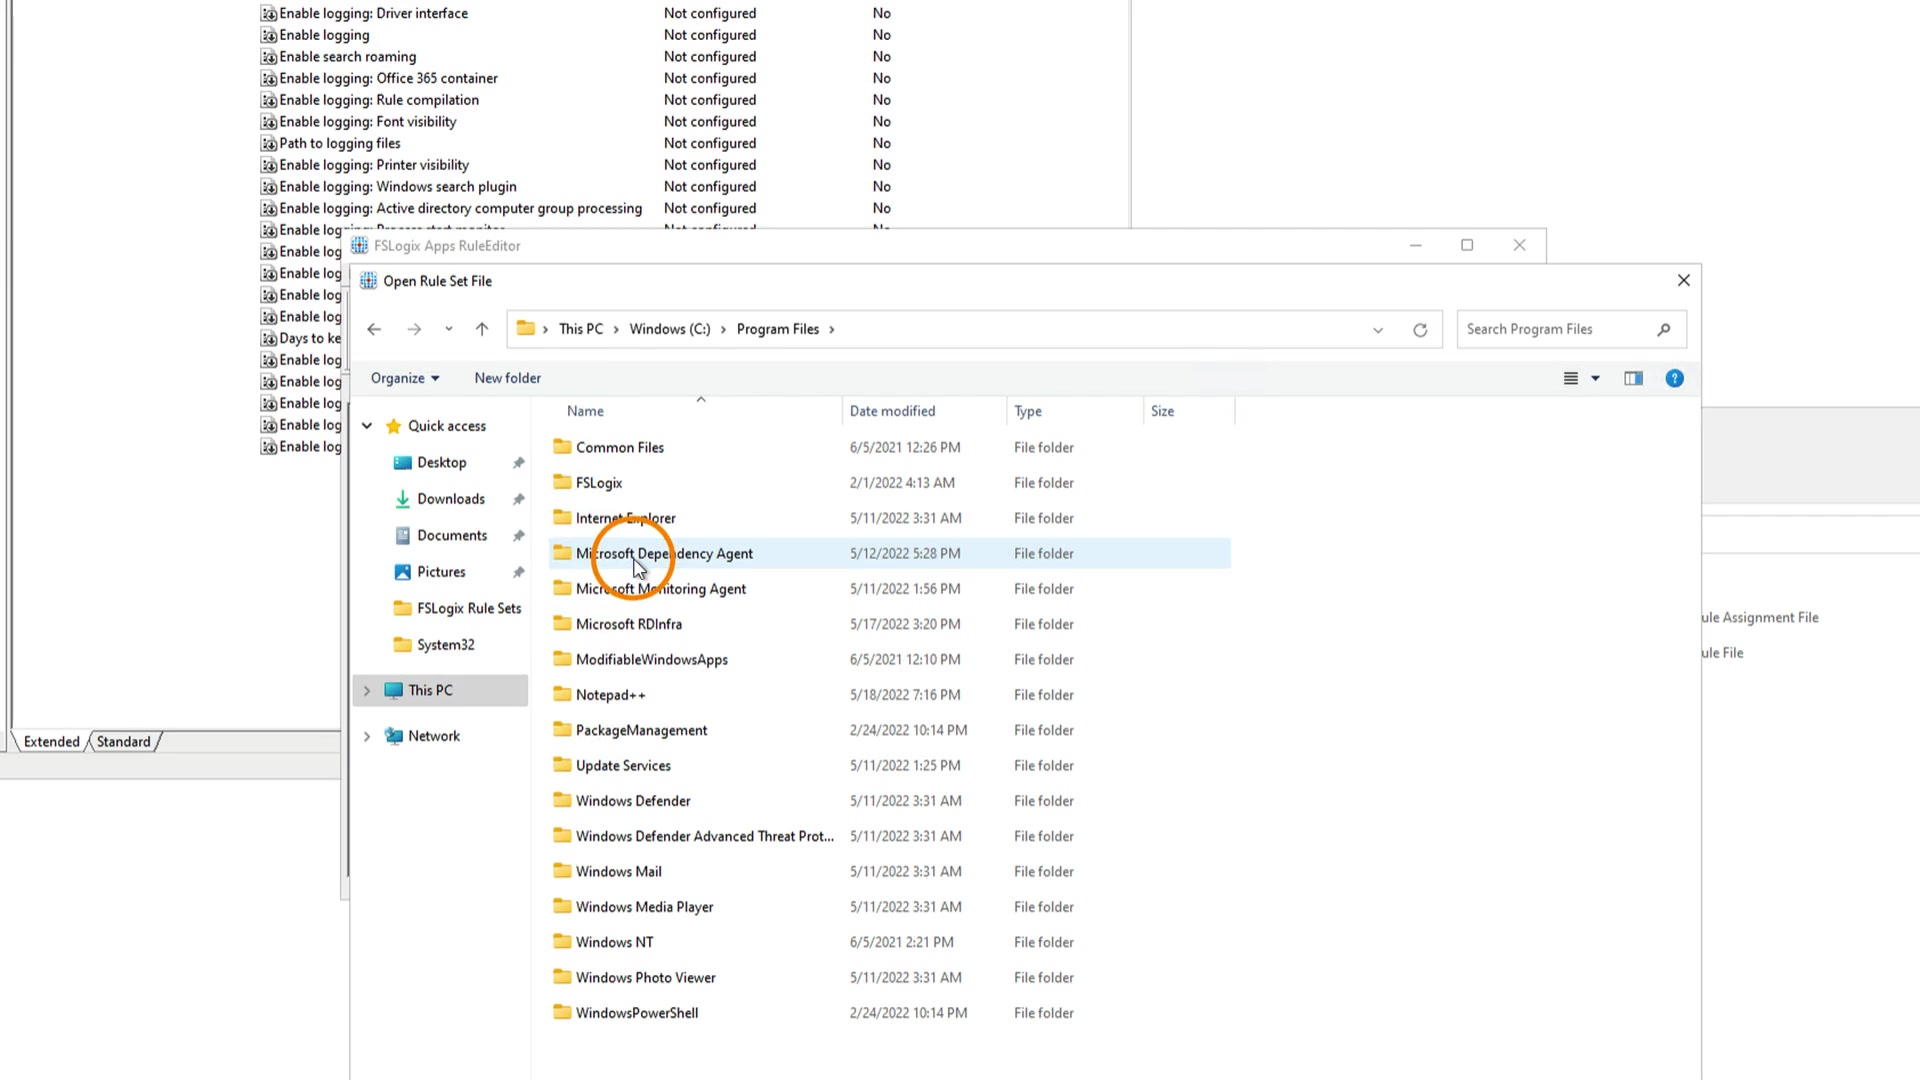 Enable logging: Driver interface Not configured No
Enable logging Not configured No
Enable search roaming Not configured No
Enable logging: Office 365 container Not configured No
Enable logging: Rule compilation Not configured No
Enable logging: Font visibility Not configured No
Path to logging files Not configured No
Enable logging: Printer visibility Not configured No
Enable logging: Windows search plugin Not configured No
Enable logging: Active directory computer group processing Not configured No
Enable logging: Process start monitor Not configured No
Enable log
Enable log
Enable log
Enable log
Days to ke
Enable log
Enable log
Enable log
Enable log
Enable log
Extended Standard
FSLogix Apps RuleEditor
Open Rule Set File
This PC > Windows (C:) > Program Files >
Search Program Files
Organize New folder
Name Date modified Type Size
Quick access
Desktop
Downloads
Documents
Pictures
FSLogix Rule Sets
System32
This PC
Network
Common Files 6/5/2021 12:26 PM File folder
FSLogix 2/1/2022 4:13 AM File folder
Internet Explorer 5/11/2022 3:31 AM File folder
Microsoft Dependency Agent 5/12/2022 5:28 PM File folder
Microsoft Monitoring Agent 5/11/2022 1:56 PM File folder
Microsoft RDInfra 5/17/2022 3:20 PM File folder
ModifiableWindowsApps 6/5/2021 12:10 PM File folder
Notepad++ 5/18/2022 7:16 PM File folder
PackageManagement 2/24/2022 10:14 PM File folder
Update Services 5/11/2022 1:25 PM File folder
Windows Defender 5/11/2022 3:31 AM File folder
Windows Defender Advanced Threat Prot... 5/11/2022 3:31 AM File folder
Windows Mail 5/11/2022 3:31 AM File folder
Windows Media Player 5/11/2022 3:31 AM File folder
Windows NT 6/5/2021 2:21 PM File folder
Windows Photo Viewer 5/11/2022 3:31 AM File folder
WindowsPowerShell 2/24/2022 10:14 PM File folder
ule Assignment File
ule File